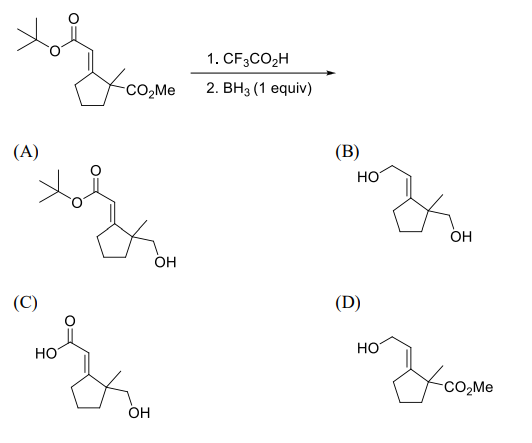 O
O
CO₂Me
1. CF₃CO₂H
2. BH₃ (1 equiv)
(A)
(B)
O
O
OH
HO
OH
(C)
(D)
O
HO
OH
HO
CO₂Me